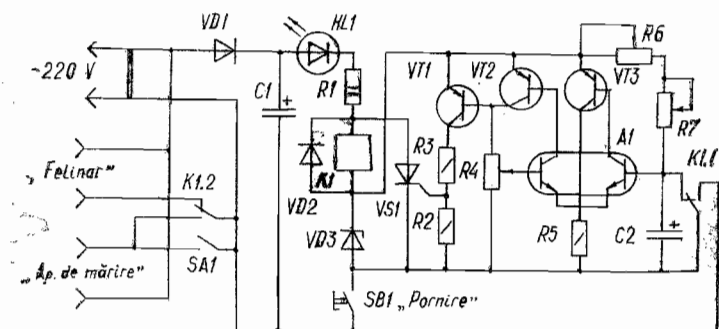 VD1
HL1
R6
~220 V
C1
R1
VT1
VT2
VT3
R7
„Felinar”
K1.2
K1
VD2
VS1
R3
R4
A1
K1.1
VD3
R2
R5
C2
SA1
„Ap. de mărire”
SB1 „Pornire”